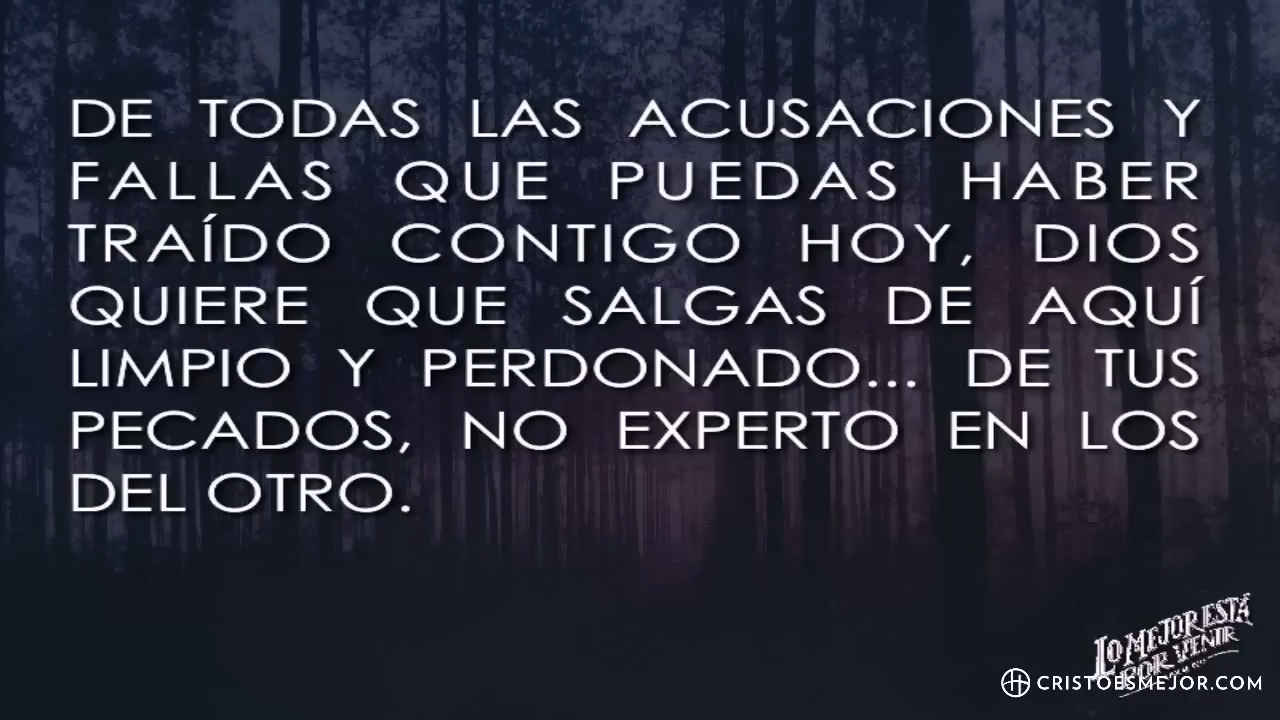 DE TODAS LAS ACUSACIONES Y
FALLAS QUE PUEDAS HABER
TRAÍDO CONTIGO HOY, DIOS
QUIERE QUE SALGAS DE AQUÍ
LIMPIO Y PERDONADO... DE TUS
PECADOS, NO EXPERTO EN LOS
DEL OTRO.
LO MEJOR ESTÁ
POR VENIR
CRISTOESMEJOR.COM